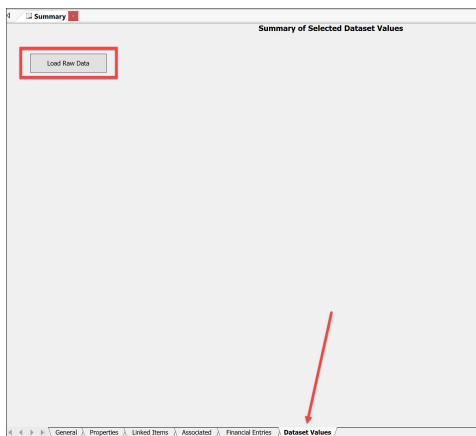 Summary
Summary of Selected Dataset Values
Load Raw Data
General Properties Linked Items Associated Financial Entries Dataset Values